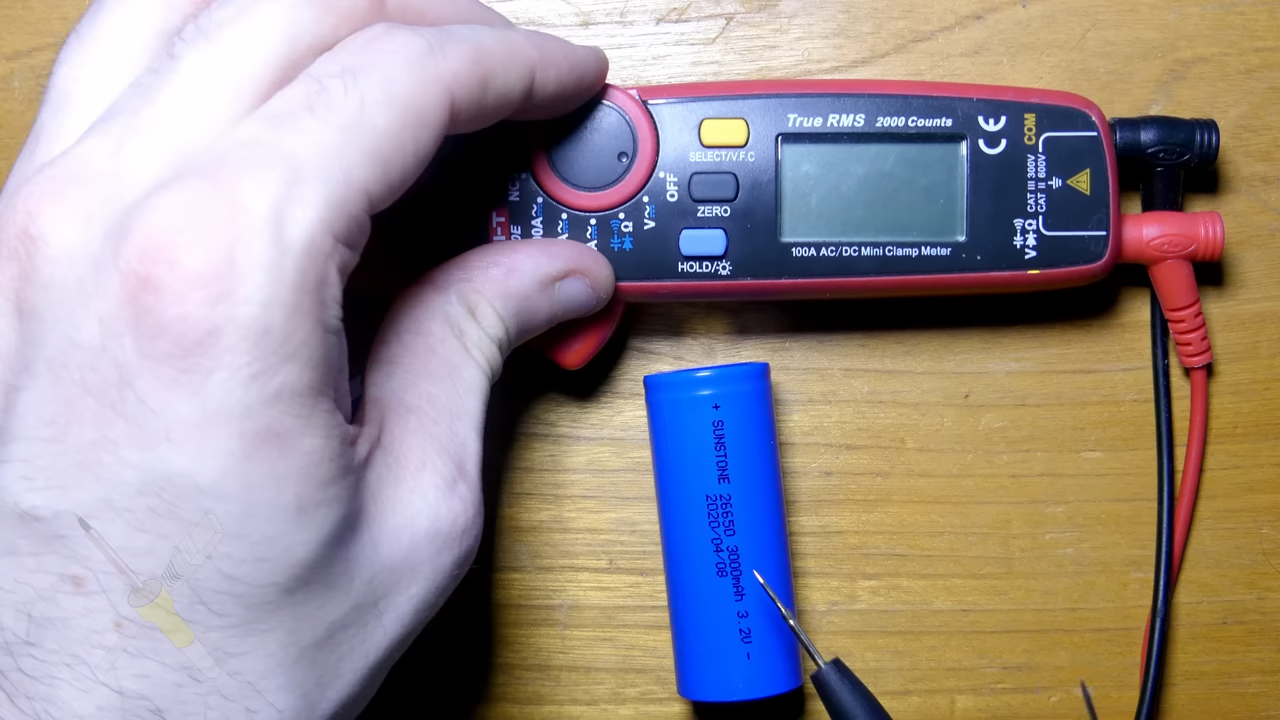 True RMS 2000 Counts
SELECT/V.F.C
OFF
ZERO
HOLD/
100A AC/DC Mini Clamp Meter
CE
COM
CAT III 300V
CAT II 600V
V Ω
V
Ω
NC
+ SUNSTONE 26650 3000mAh 3.2V -
2020/04/08